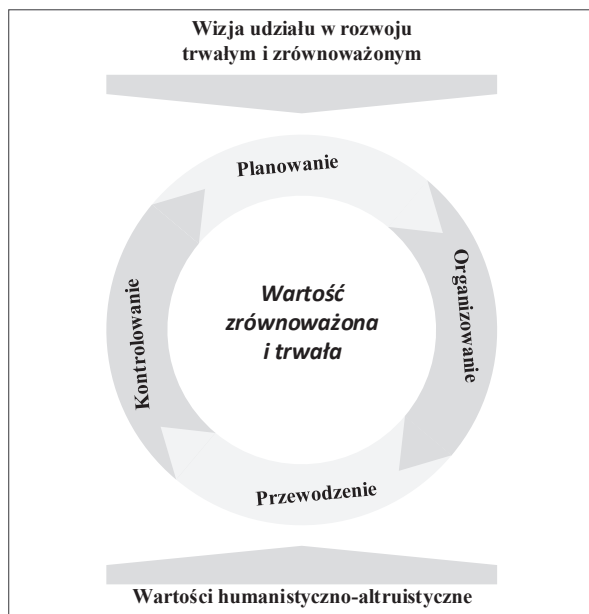 Wizja udziału w rozwoju
trwałym i zrównoważonym
Planowanie
Organizowanie
Wartość
zrównoważona
i trwała
Kontrolowanie
Przewodzenie
Wartości humanistyczno-altruistyczne